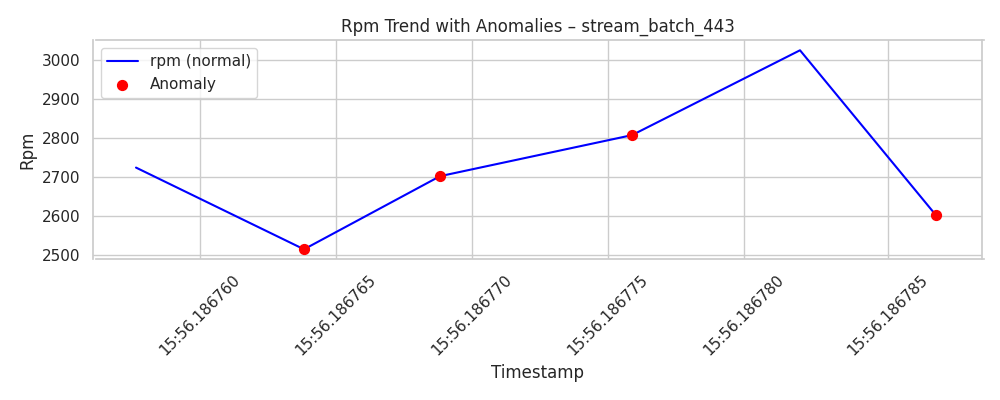 Rpm Trend with Anomalies – stream_batch_443
rpm (normal)
Anomaly
Rpm
3000
2900
2800
2700
2600
2500
15:56.186760
15:56.186765
15:56.186770
15:56.186775
15:56.186780
15:56.186785
Timestamp